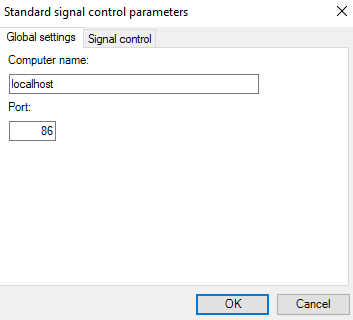 Standard signal control parameters
Global settings Signal control
Computer name:
localhost
Port:
86
OK Cancel